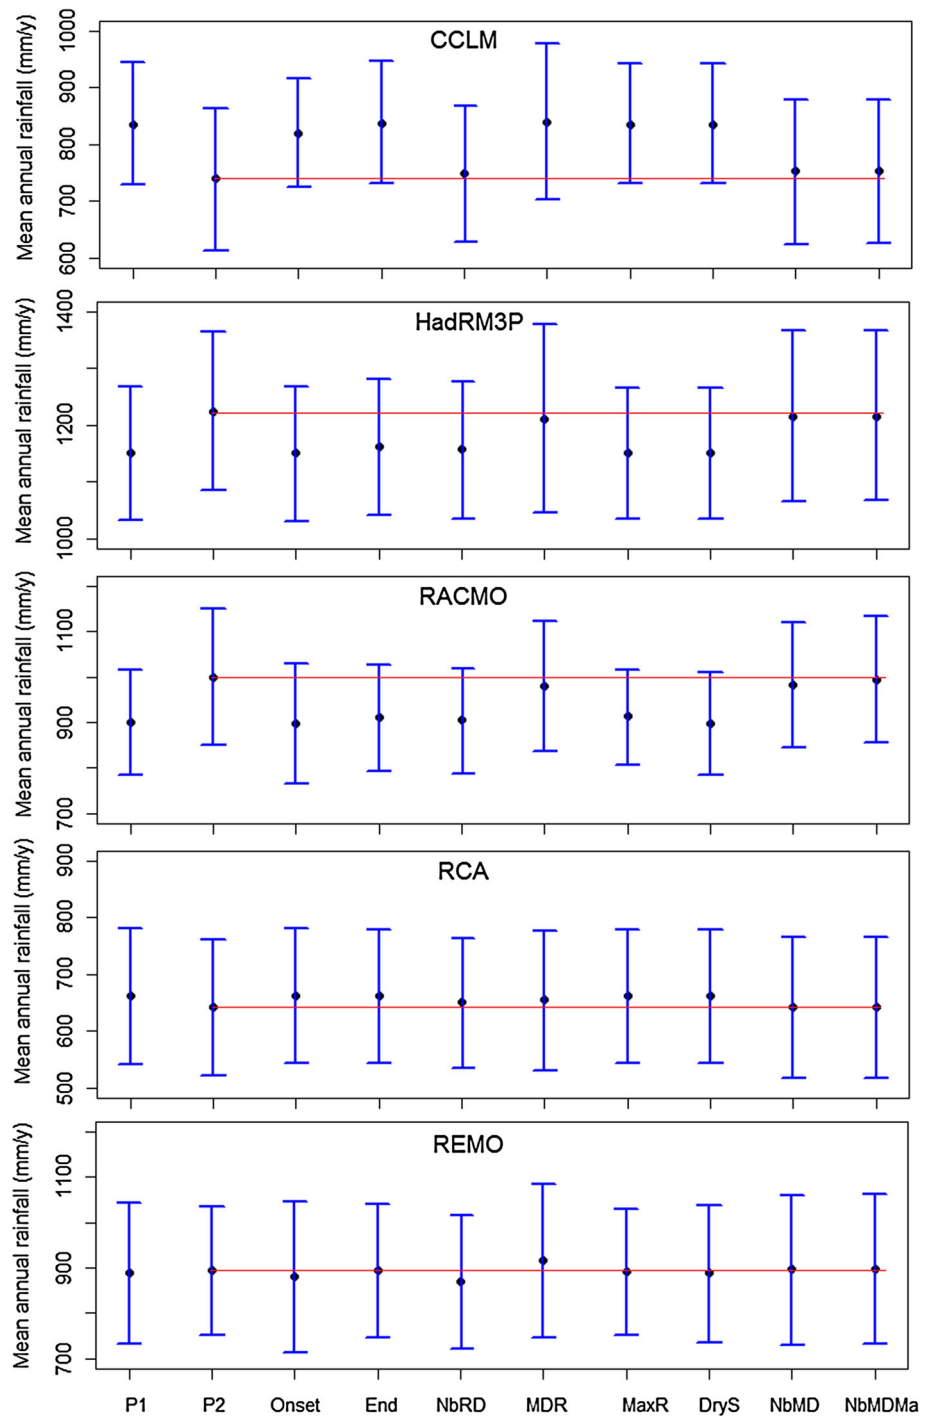 CCLM
Mean annual rainfall (mm/y)
1000
900
800
700
600
HadRM3P
Mean annual rainfall (mm/y)
1400
1200
1000
RACMO
Mean annual rainfall (mm/y)
1100
900
700
RCA
Mean annual rainfall (mm/y)
900
800
700
600
500
REMO
Mean annual rainfall (mm/y)
1100
900
700
P1 P2 Onset End NbRD MDR MaxR DryS NbMD NbMDMa